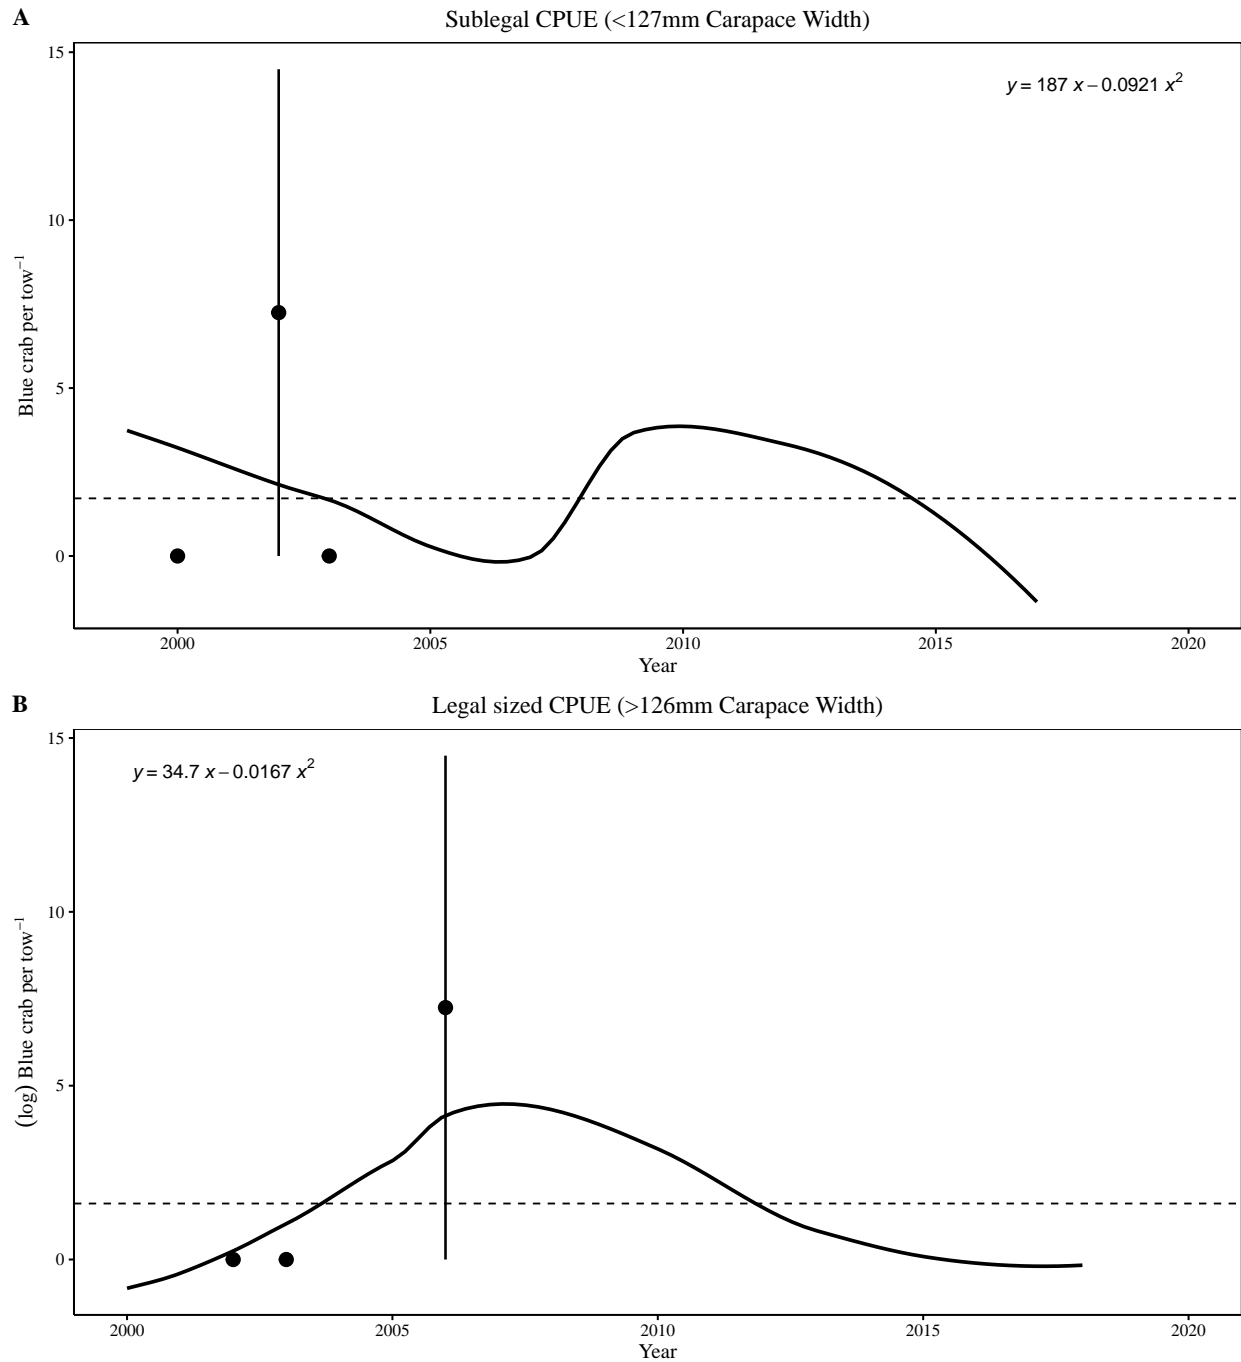 A
Sublegal CPUE (<127mm Carapace Width)
15
y = 187 x − 0.0921 x²
10
Blue crab per tow⁻¹
5
0
2000 2005 2010 2015 2020
Year
B
Legal sized CPUE (>126mm Carapace Width)
15
y = 34.7 x − 0.0167 x²
10
(log) Blue crab per tow⁻¹
5
0
2000 2005 2010 2015 2020
Year